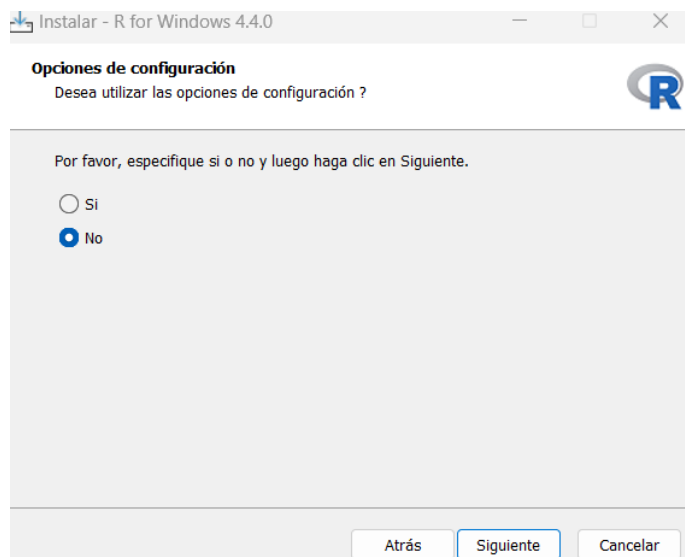 Instalar - R for Windows 4.4.0
Opciones de configuración
Desea utilizar las opciones de configuración ?
R
Por favor, especifique si o no y luego haga clic en Siguiente.
Si
No
Atrás Siguiente Cancelar